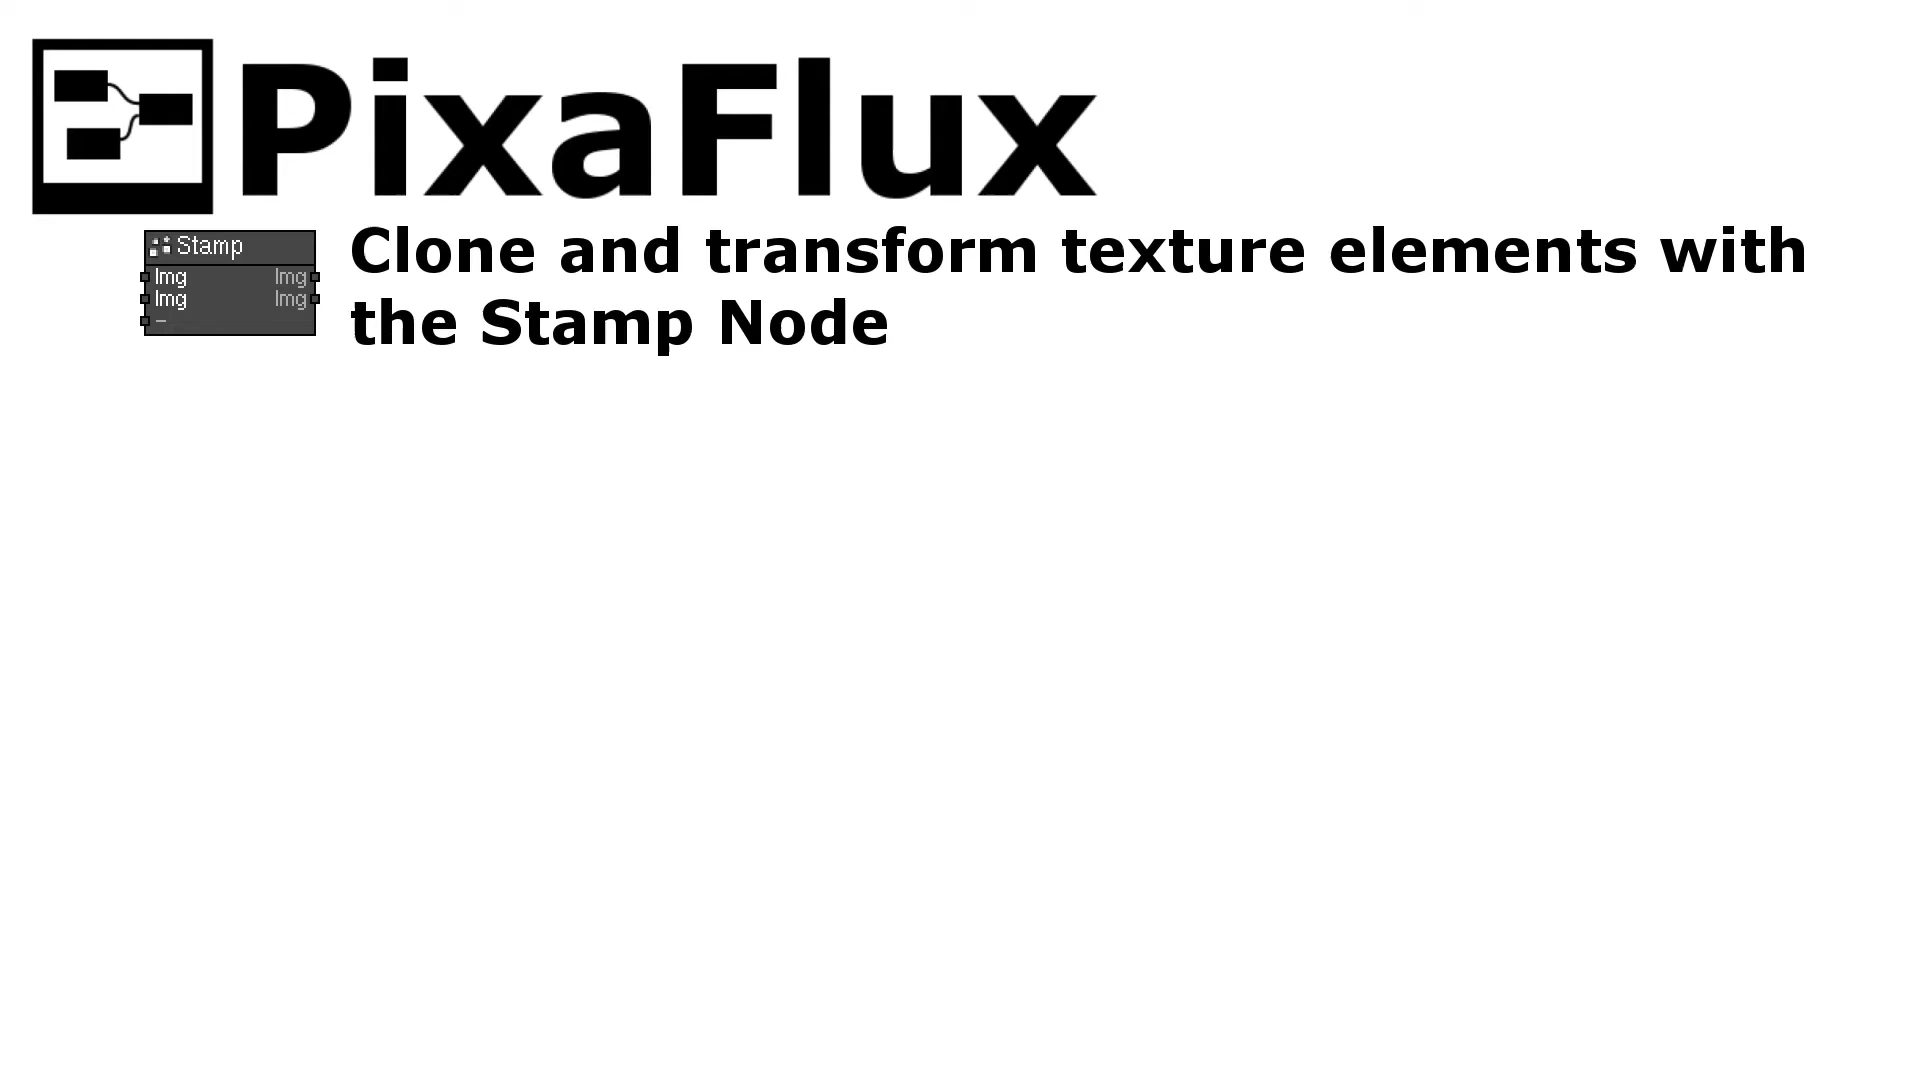 PixaFlux
Stamp
Img Img
Img Img
–
Clone and transform texture elements with
the Stamp Node